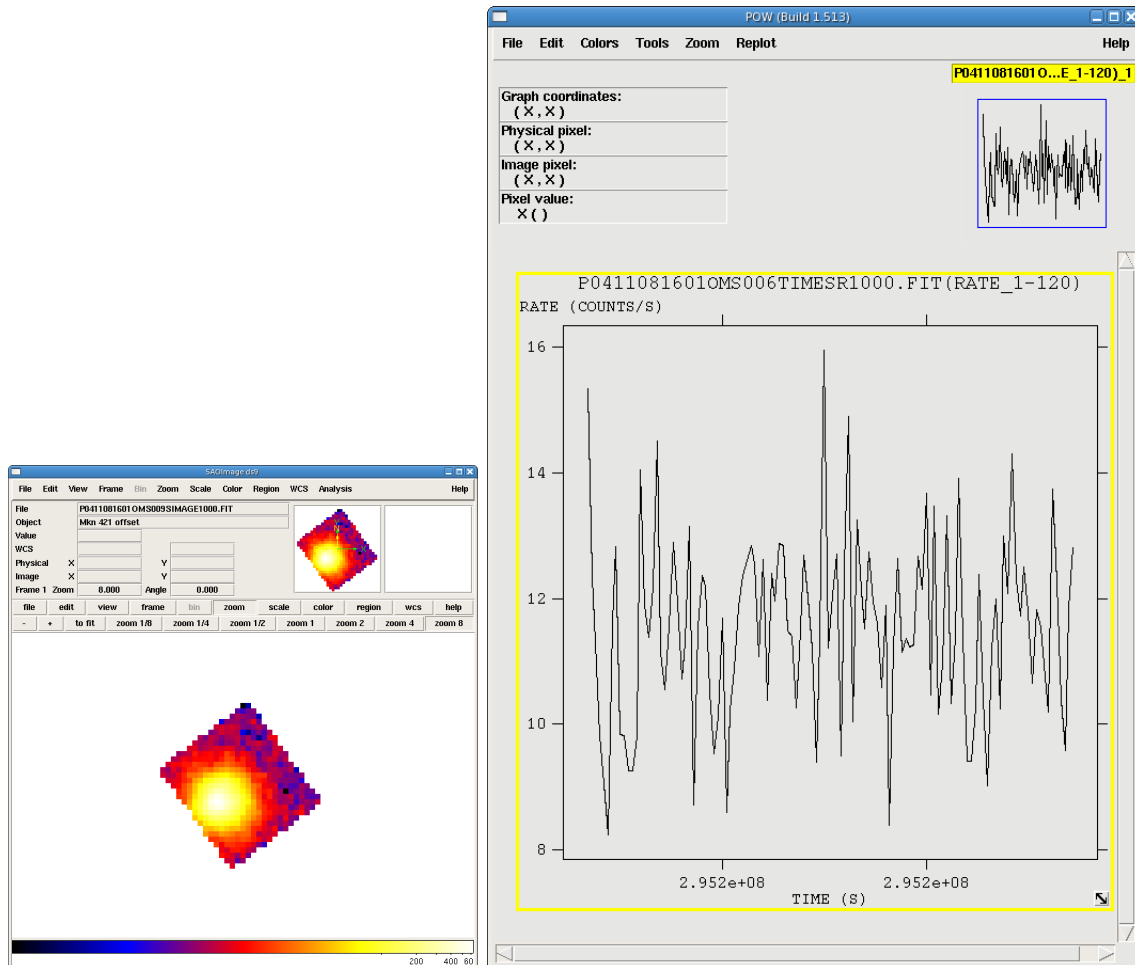 POW (Build 1.513)
File Edit Colors Tools Zoom Replot Help
P0411081601O...E_1-120)_1
Graph coordinates:
(X,X)
Physical pixel:
(X,X)
Image pixel:
(X,X)
Pixel value:
X()
P0411081601OMS006TIMESR1000.FIT(RATE_1-120)
RATE (COUNTS/S)
16
14
12
10
8
2.952e+08 2.952e+08
TIME (S)
SAOImage ds9
File Edit View Frame Bin Zoom Scale Color Region WCS Analysis Help
File P0411081601OMS009SIMAGE1000.FIT
Object Mkn 421 offset
Value
WCS
Physical X Y
Image X Y
Frame 1 Zoom 8.000 Angle 0.000
file edit view frame bin zoom scale color region wcs help
- + to fit zoom 1/8 zoom 1/4 zoom 1/2 zoom 1 zoom 2 zoom 4 zoom 8
200 400 60